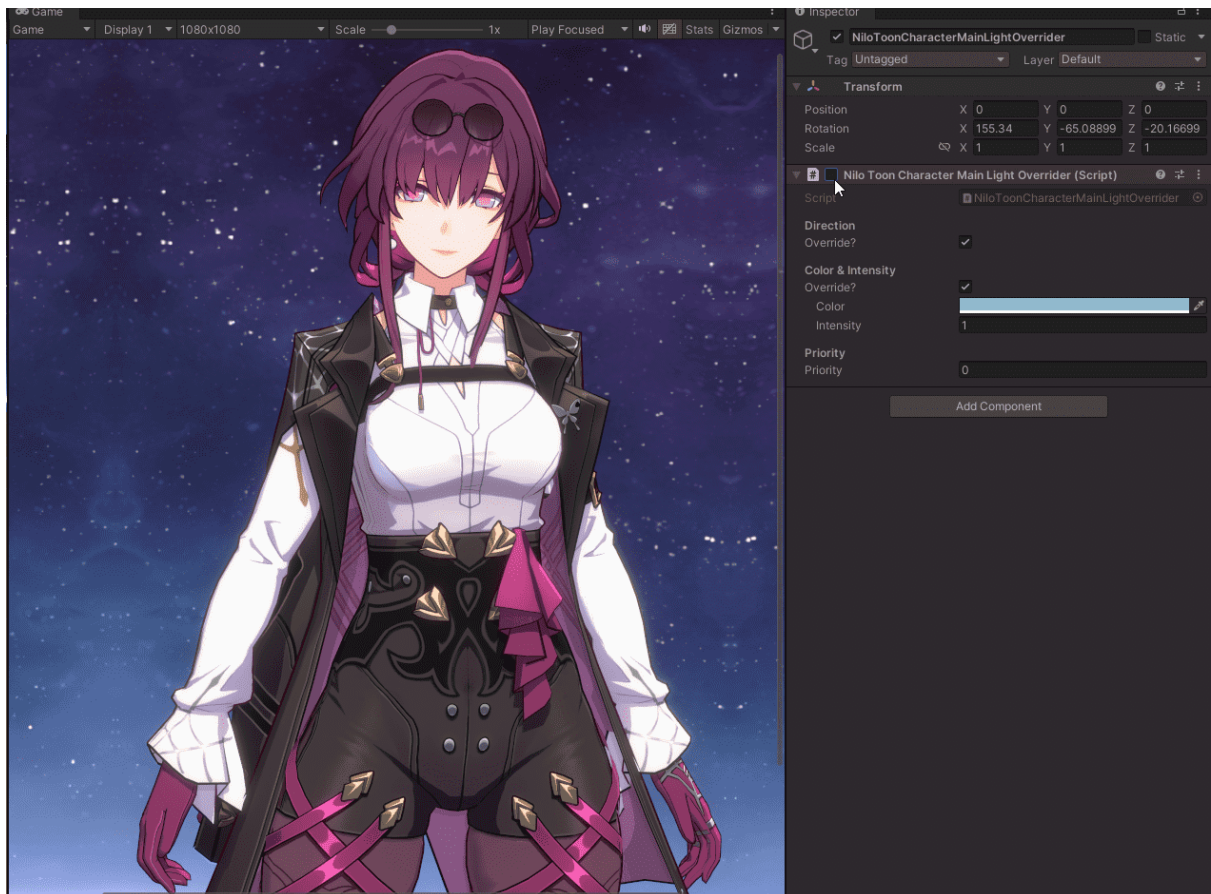 Game
Game Display 1 1080x1080 Scale 1x Play Focused Stats Gizmos
Inspector
NiloToonCharacterMainLightOverrider Static
Tag Untagged Layer Default
Transform
Position X 0 Y 0 Z 0
Rotation X 155.34 Y -65.08899 Z -20.16699
Scale X 1 Y 1 Z 1
# Nilo Toon Character Main Light Overrider (Script)
Script NiloToonCharacterMainLightOverrider
Direction
Override?
Color & Intensity
Override?
Color
Intensity 1
Priority
Priority 0
Add Component